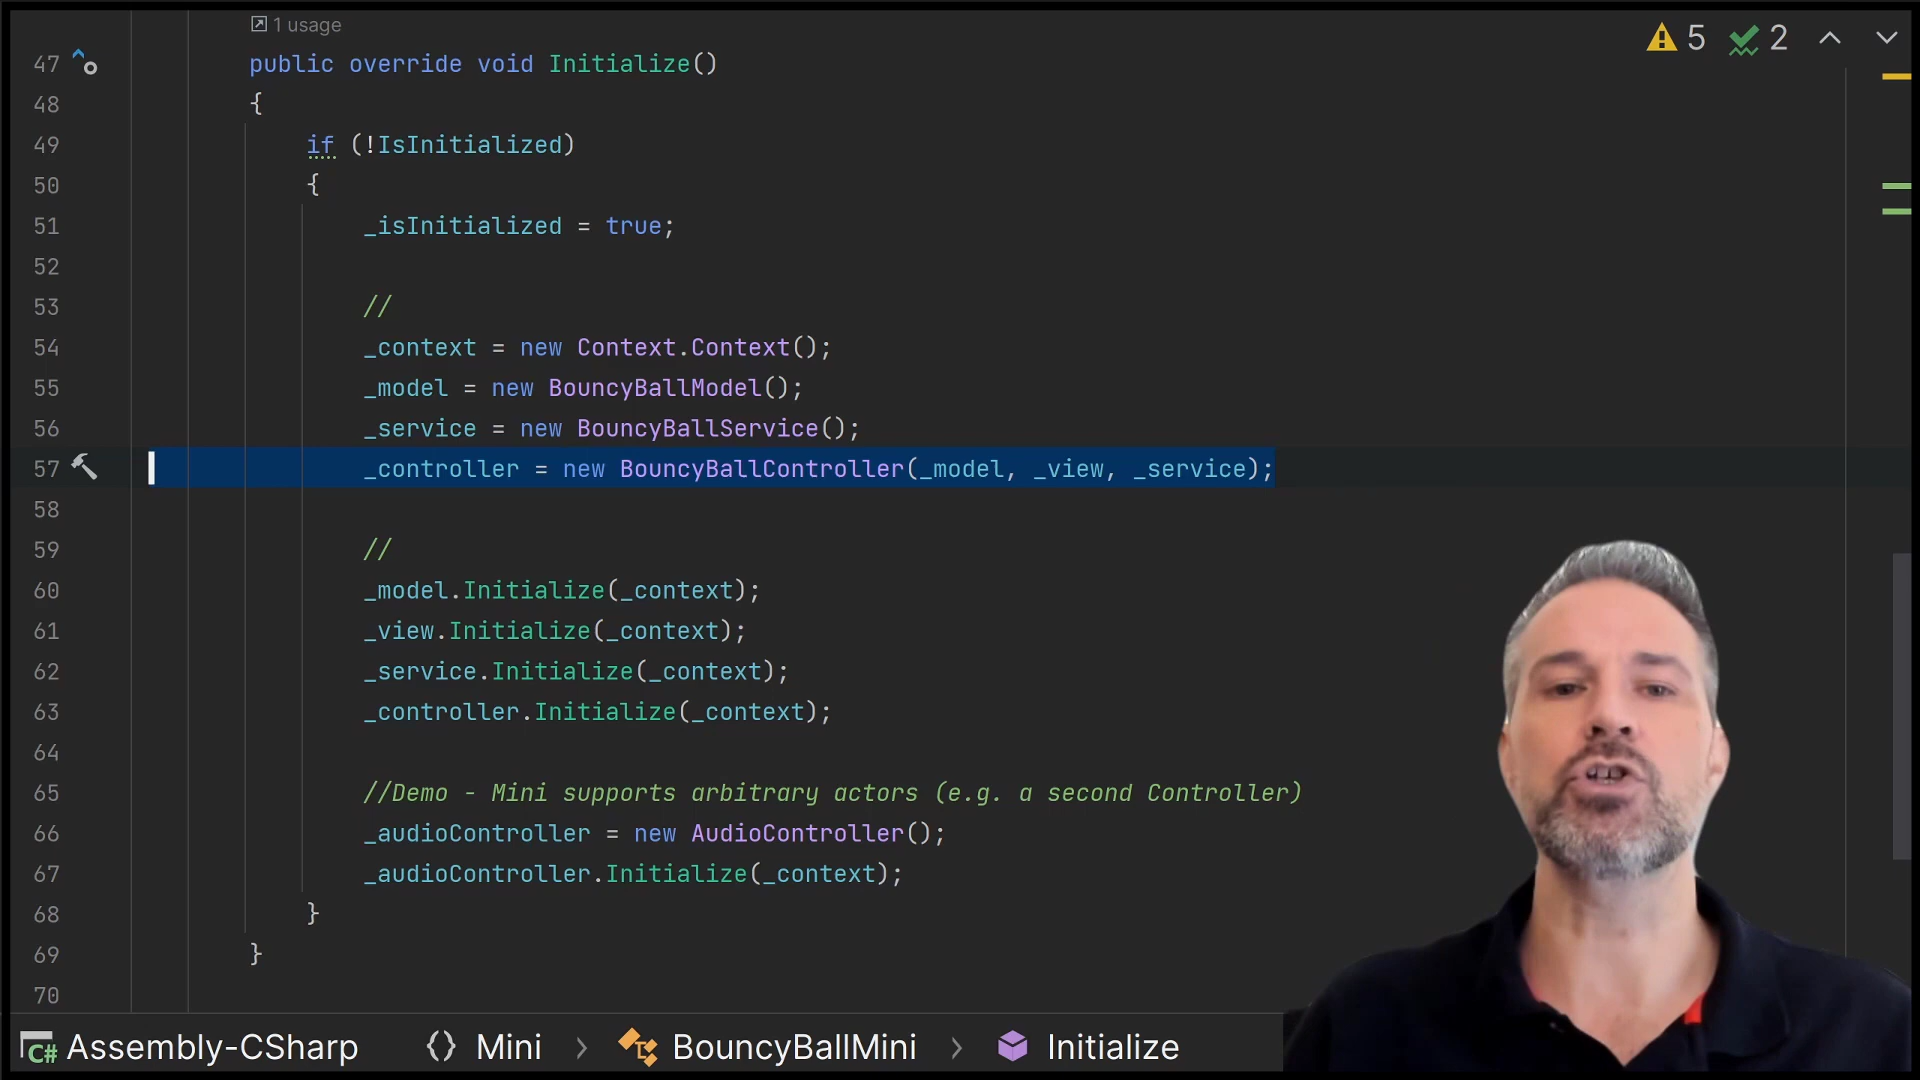 1 usage
5 2
47 public override void Initialize()
48 {
49 if (!IsInitialized)
50 {
51 _isInitialized = true;
52
53 //
54 _context = new Context.Context();
55 _model = new BouncyBallModel();
56 _service = new BouncyBallService();
57 _controller = new BouncyBallController(_model, _view, _service);
58
59 //
60 _model.Initialize(_context);
61 _view.Initialize(_context);
62 _service.Initialize(_context);
63 _controller.Initialize(_context);
64
65 //Demo - Mini supports arbitrary actors (e.g. a second Controller)
66 _audioController = new AudioController();
67 _audioController.Initialize(_context);
68 }
69 }
70
C# Assembly-CSharp {} Mini > BouncyBallMini > Initialize